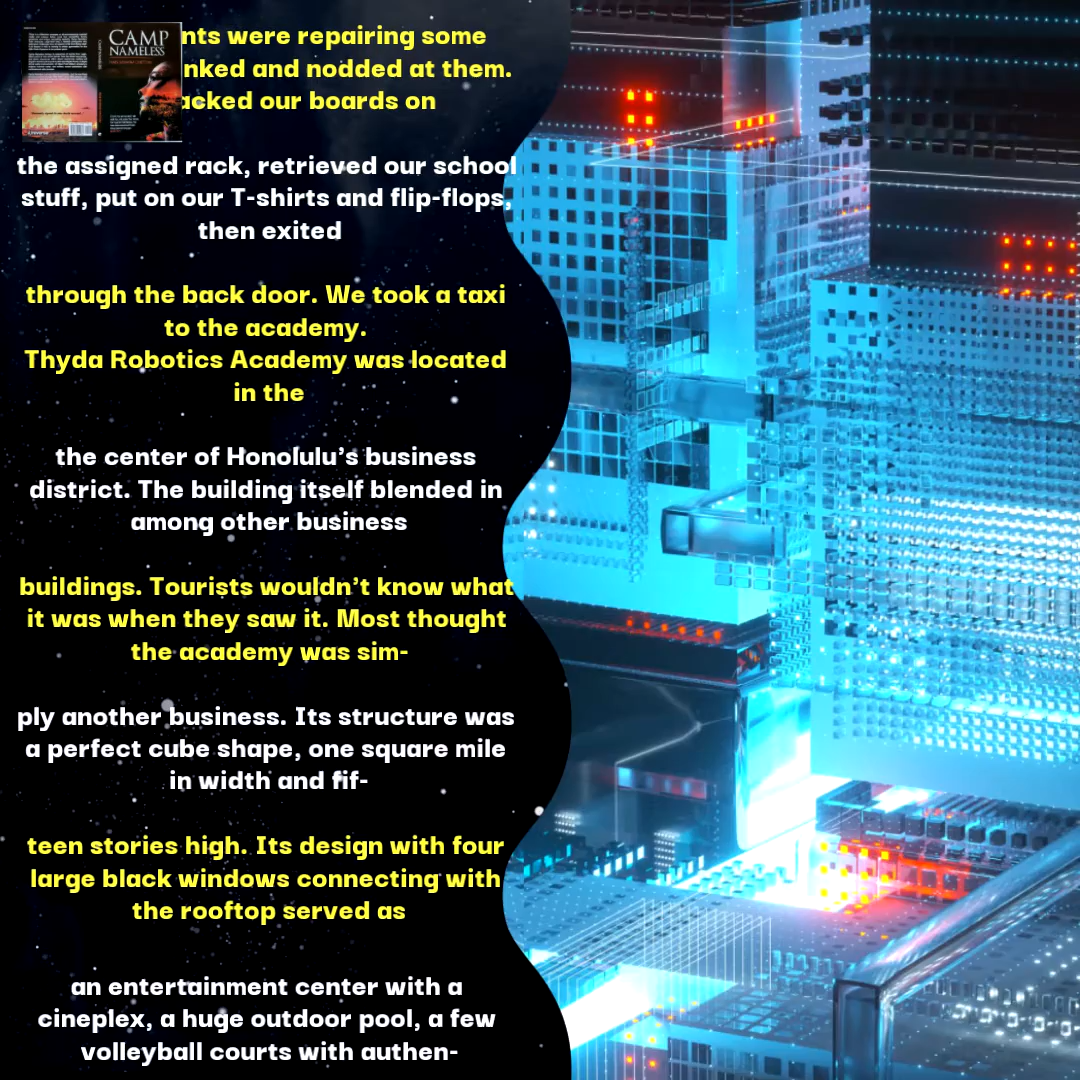 CAMP
NAMELESS
nts were repairing some
nked and nodded at them.
acked our boards on
the assigned rack, retrieved our school
stuff, put on our T-shirts and flip-flops,
then exited
through the back door. We took a taxi
to the academy.
Thyda Robotics Academy was located
in the
the center of Honolulu's business
district. The building itself blended in
among other business
buildings. Tourists wouldn't know what
it was when they saw it. Most thought
the academy was sim-
ply another business. Its structure was
a perfect cube shape, one square mile
in width and fif-
teen stories high. Its design with four
large black windows connecting with
the rooftop served as
an entertainment center with a
cineplex, a huge outdoor pool, a few
volleyball courts with authen-